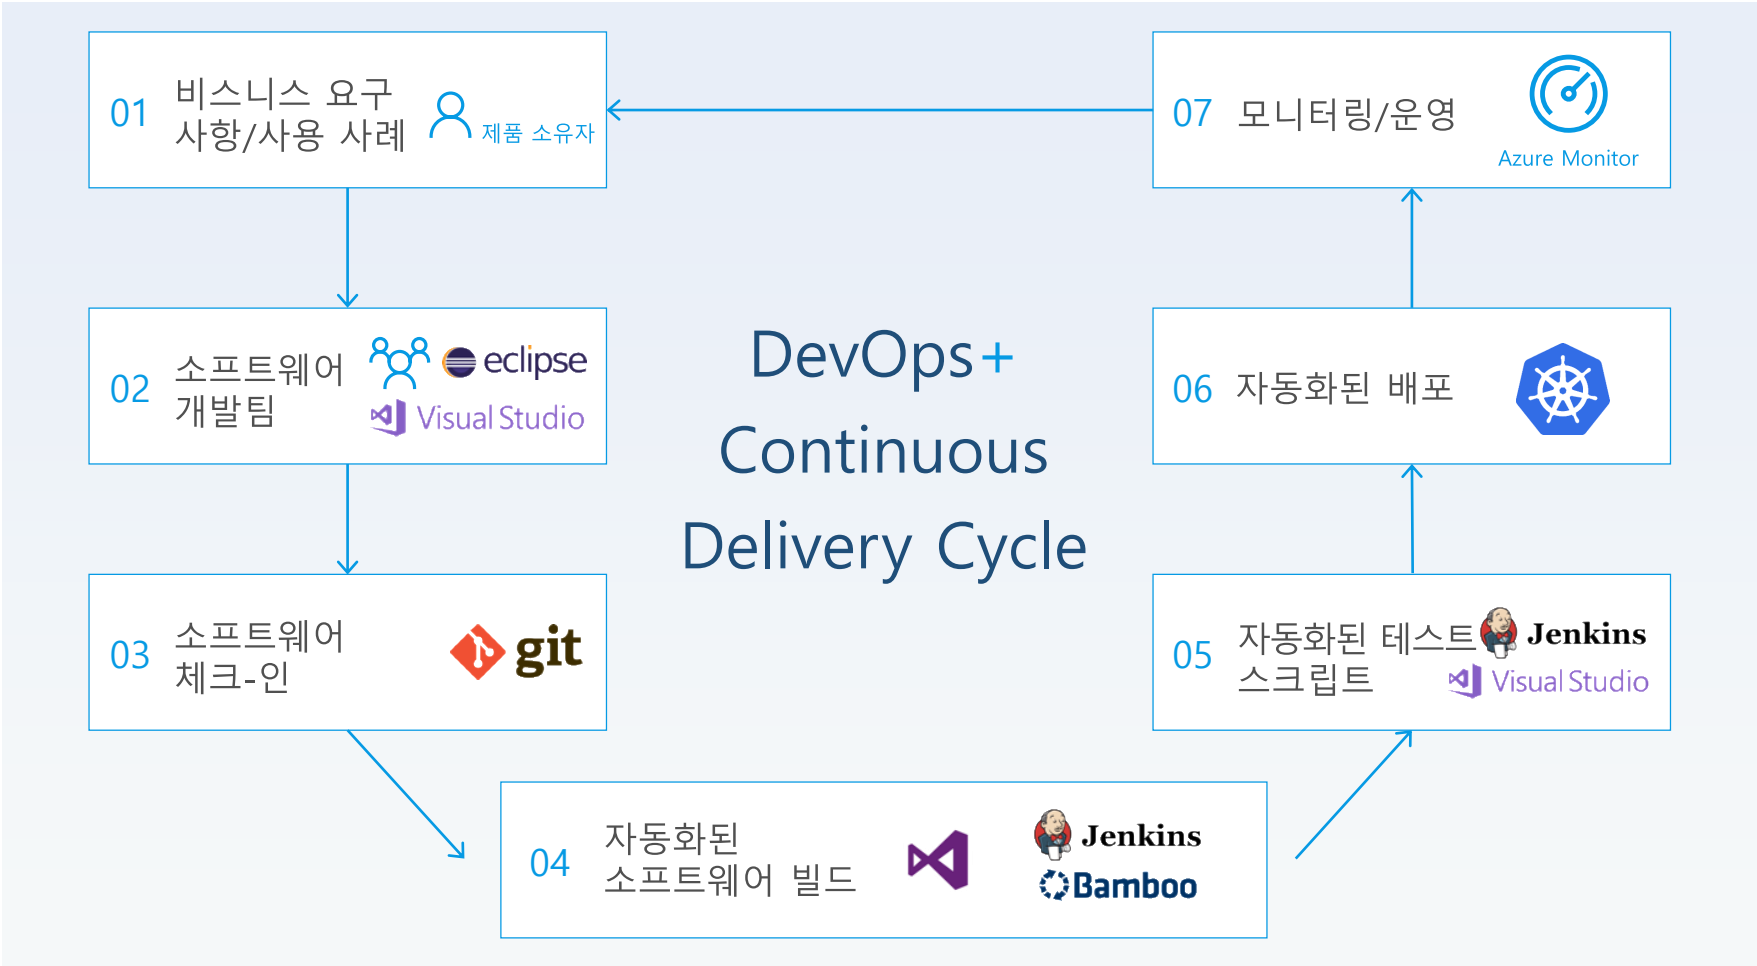 01
비스니스 요구
사항/사용 사례
제품 소유자
02
소프트웨어
개발팀
eclipse
Visual Studio
03
소프트웨어
체크-인
git
04
자동화된
소프트웨어 빌드
Jenkins
Bamboo
05
자동화된 테스트
스크립트
Jenkins
Visual Studio
06
자동화된 배포
07
모니터링/운영
Azure Monitor
DevOps+
Continuous
Delivery Cycle